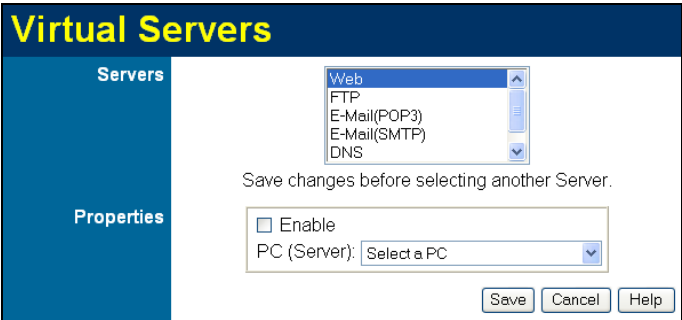 Virtual Servers
Servers
Web
FTP
E-Mail(POP3)
E-Mail(SMTP)
DNS
Save changes before selecting another Server.
Properties
Enable
PC (Server): Select a PC
Save Cancel Help